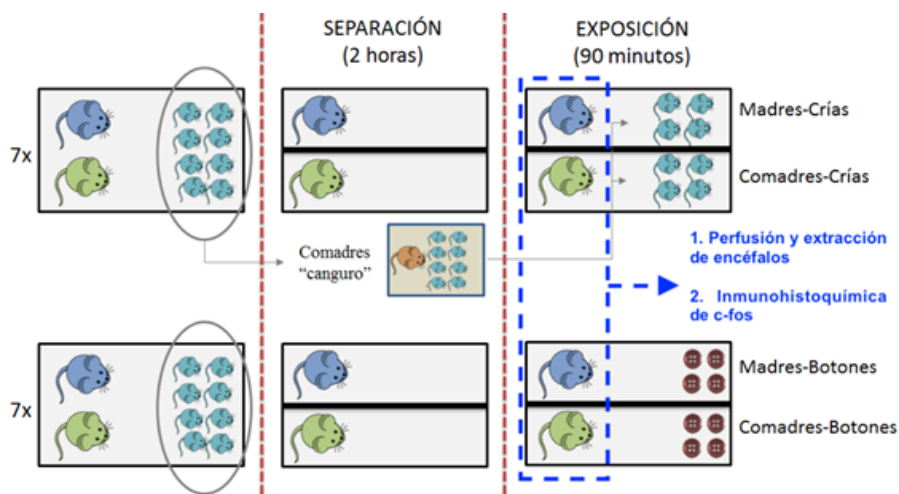 SEPARACIÓN
(2 horas)
EXPOSICIÓN
(90 minutos)
7x
Madres-Crías
Comadres-Crías
Comadres
“canguro”
1. Perfusión y extracción
de encéfalos
2. Inmunohistoquímica
de c-fos
7x
Madres-Botones
Comadres-Botones